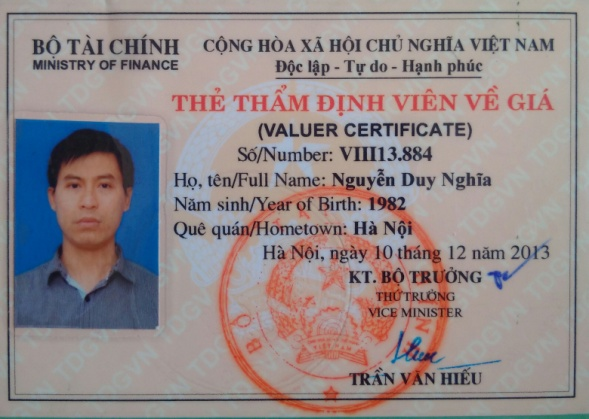 BỘ TÀI CHÍNH
MINISTRY OF FINANCE
CỘNG HÒA XÃ HỘI CHỦ NGHĨA VIỆT NAM
Độc lập - Tự do - Hạnh phúc
THẺ THẨM ĐỊNH VIÊN VỀ GIÁ
(VALUER CERTIFICATE)
Số/Number: VIII13.884
Họ, tên/Full Name: Nguyễn Duy Nghĩa
Năm sinh/Year of Birth: 1982
Quê quán/Hometown: Hà Nội
Hà Nội, ngày 10 tháng 12 năm 2013
KT. BỘ TRƯỞNG
THỨ TRƯỞNG
VICE MINISTER
TRẦN VĂN HIẾU